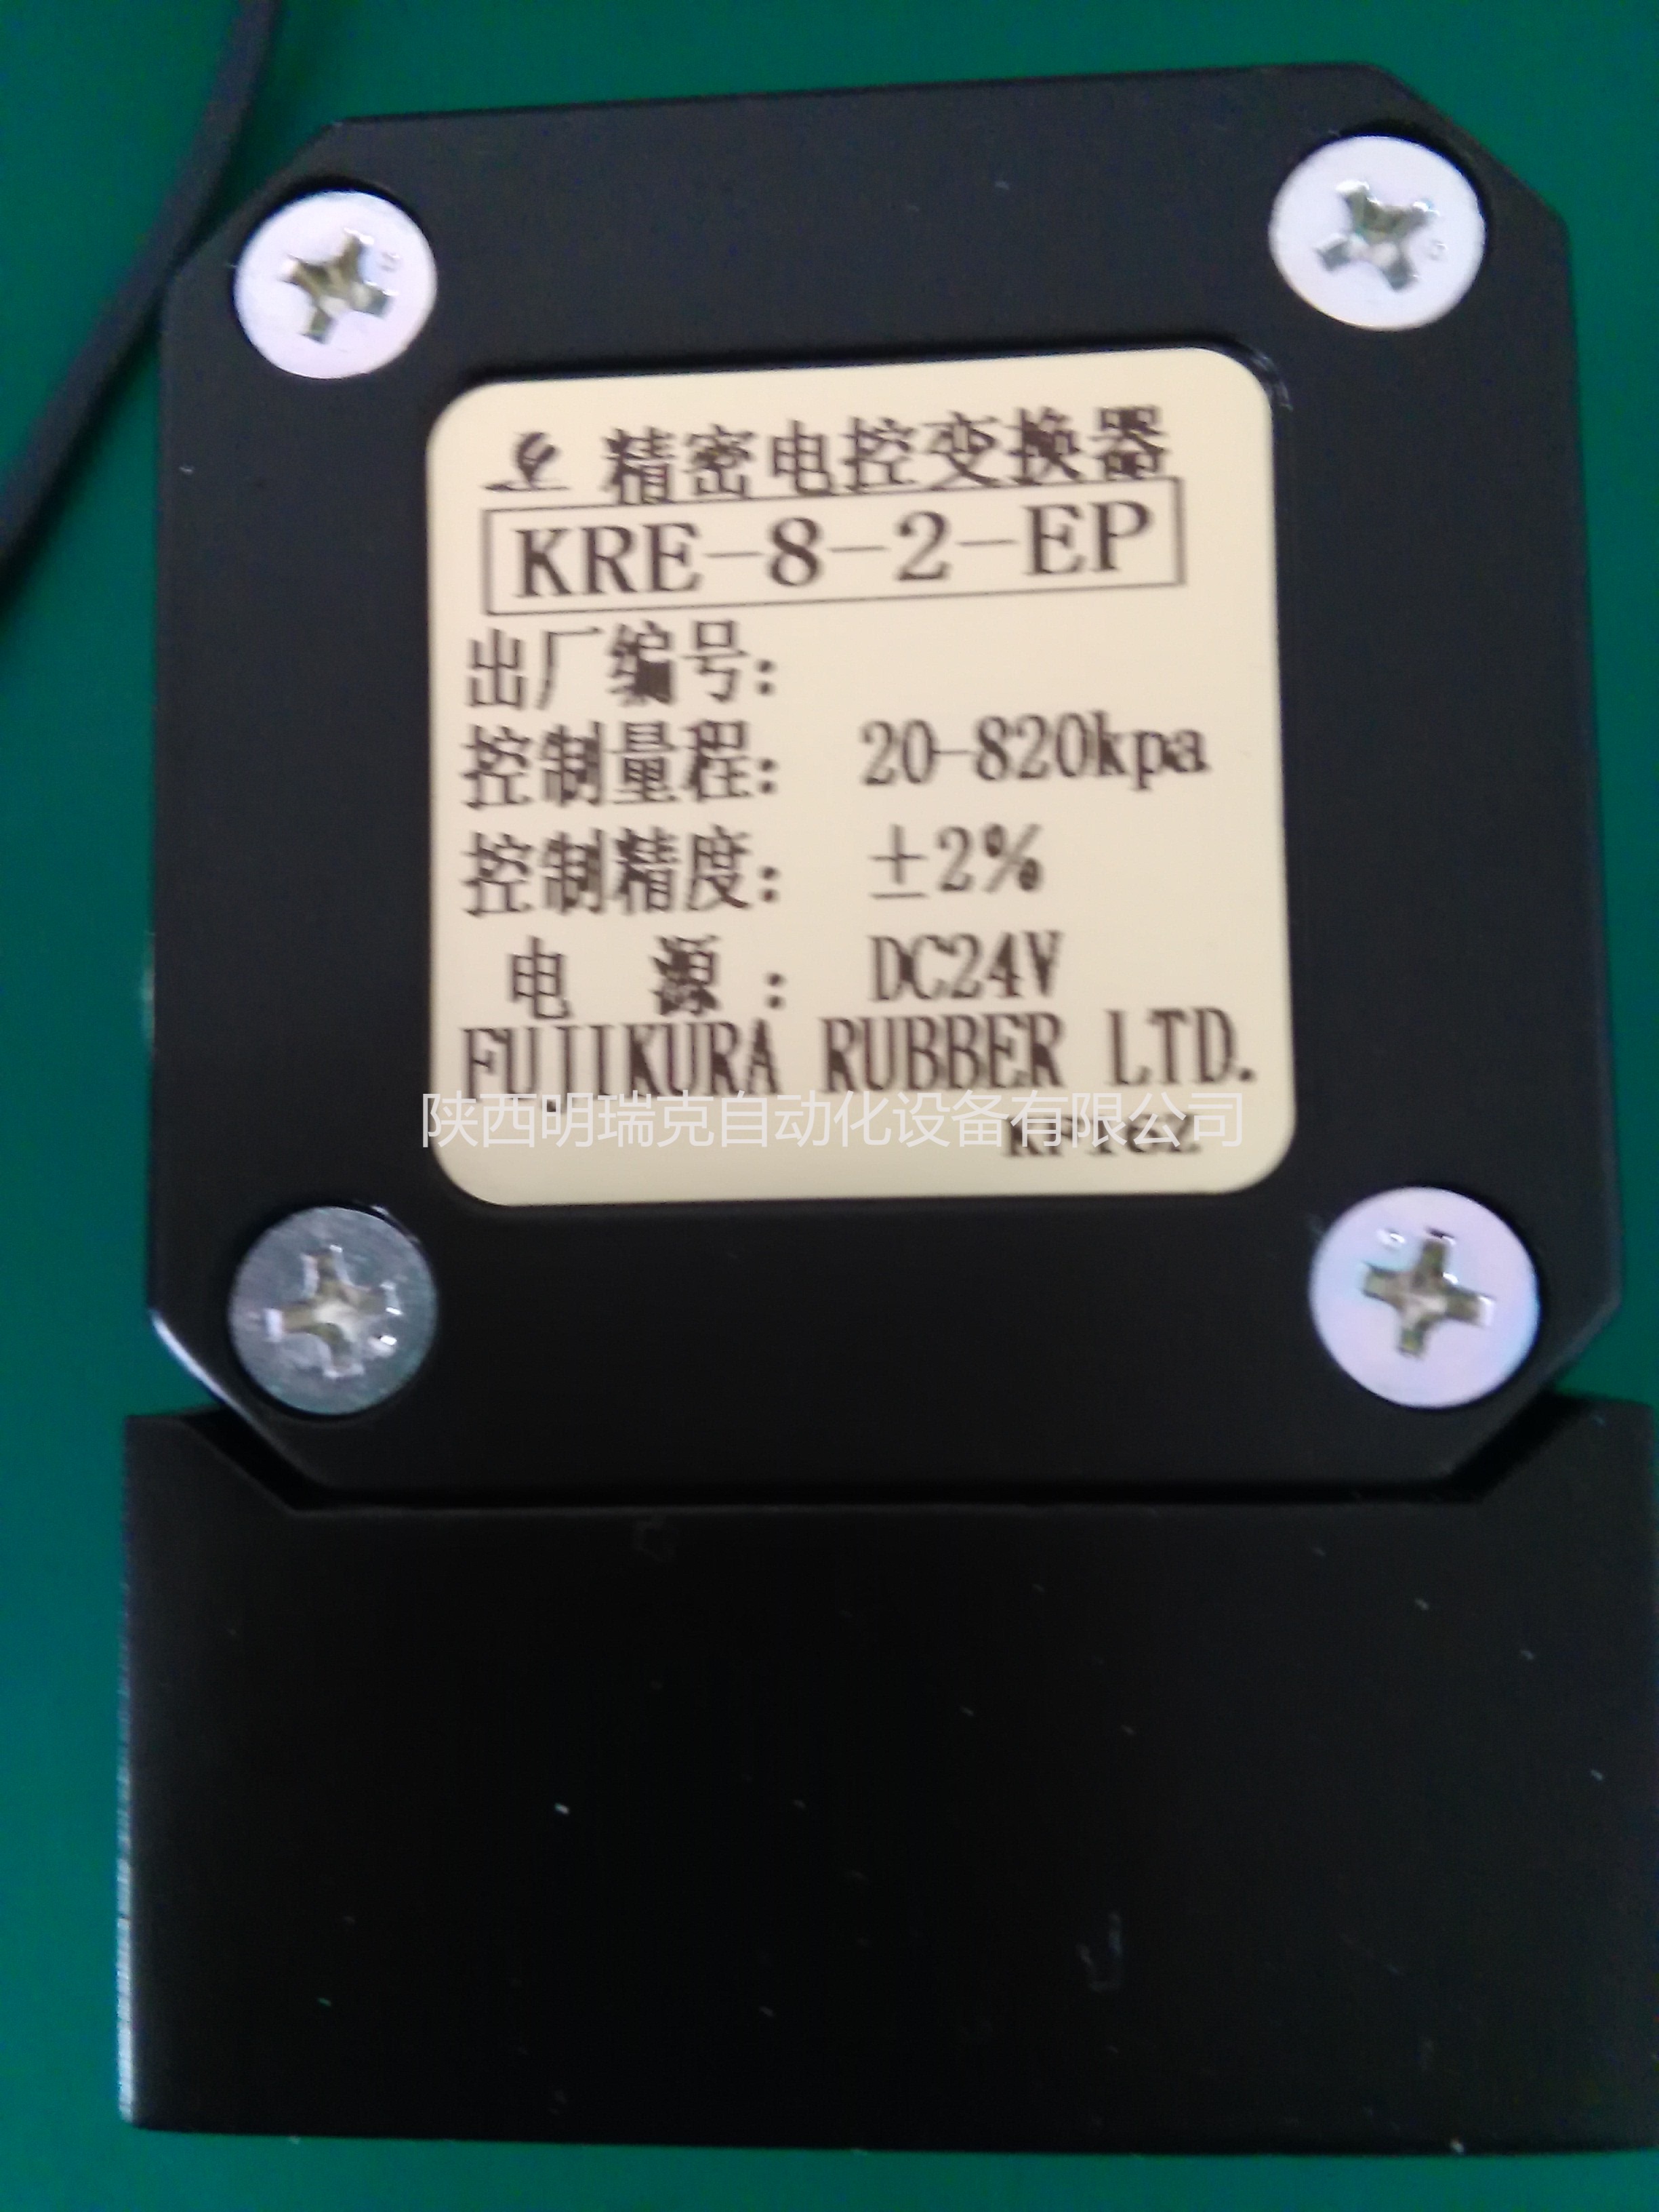 精密电控变换器
KRE-8-2-EP
出厂编号:
控制量程: 20-820kpa
控制精度: ±2%
电 源: DC24V
FUJIKURA RUBBER LTD.
陕西明瑞克自动化设备有限公司